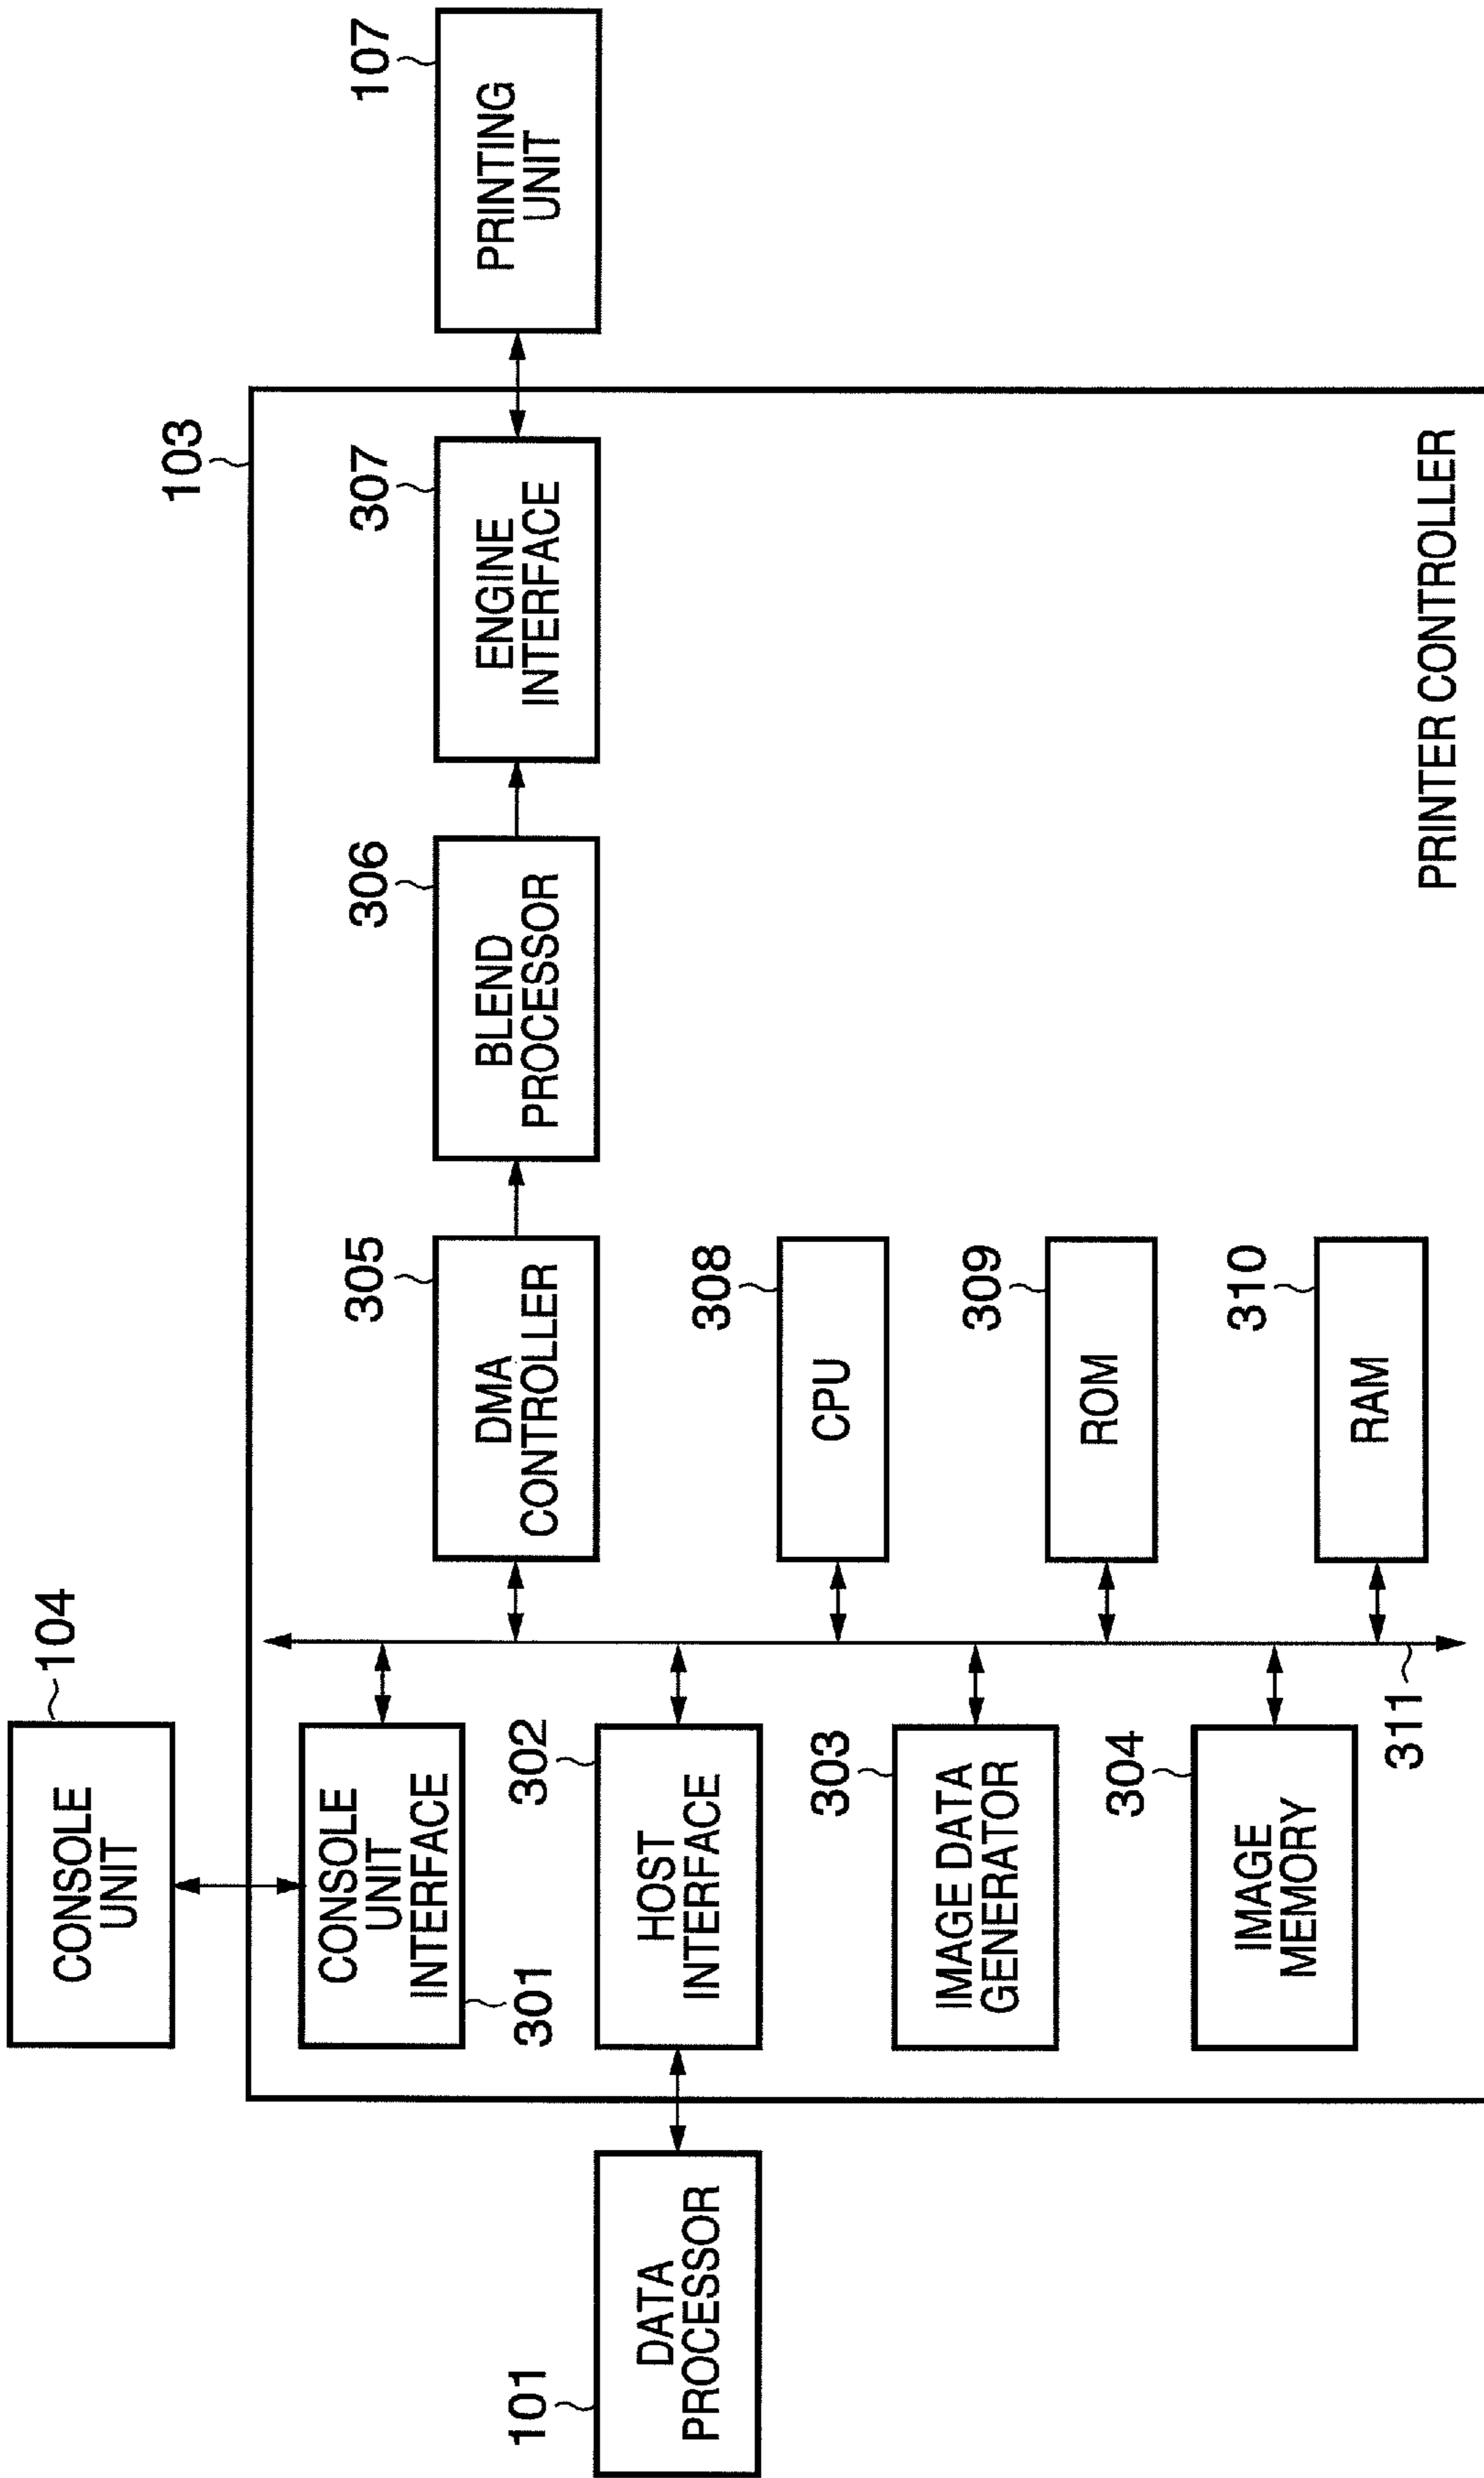 104
CONSOLE
UNIT
103
CONSOLE
UNIT
INTERFACE
301
305
DMA
CONTROLLER
306
BLEND
PROCESSOR
307
ENGINE
INTERFACE
107
PRINTING
UNIT
101
DATA
PROCESSOR
302
HOST
INTERFACE
308
CPU
303
IMAGE DATA
GENERATOR
309
ROM
304
IMAGE
MEMORY
310
RAM
311
PRINTER CONTROLLER